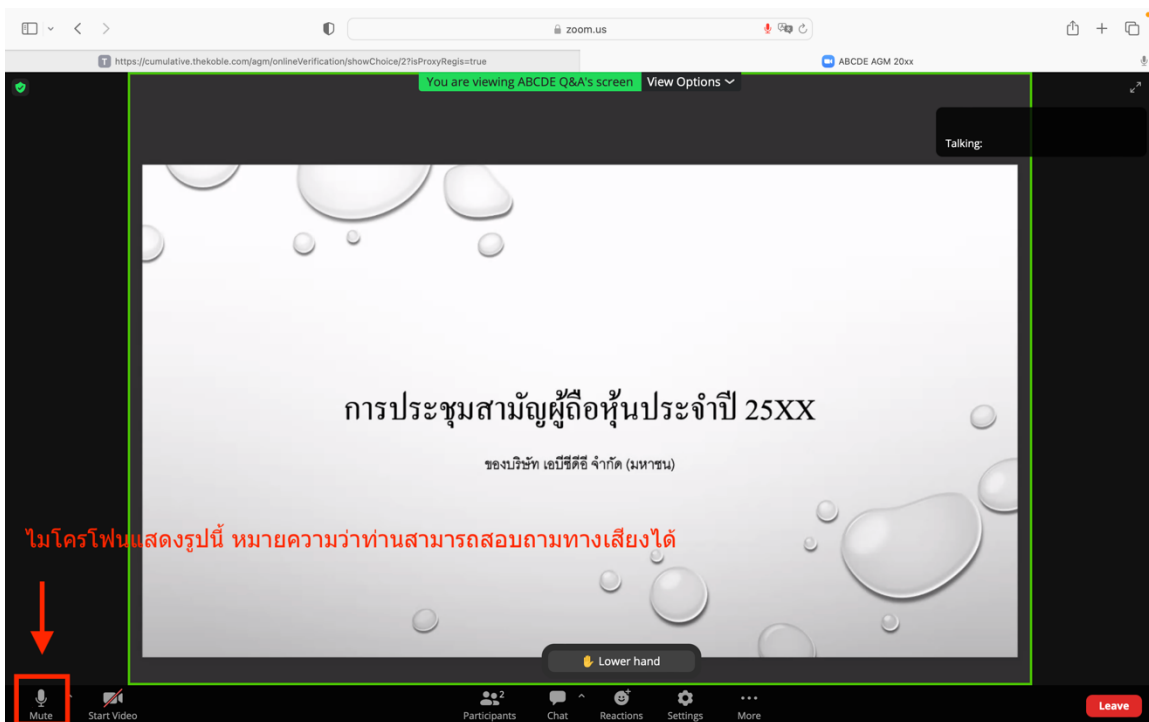 zoom.us
T https://cumulative.thekoble.com/agm/onlineVerification/showChoice/2?isProxyRegis=true
ABCDE AGM 20xx
You are viewing ABCDE Q&A's screen View Options
Talking:
การประชุมสามัญผู้ถือหุ้นประจำปี 25XX
ของบริษัท เอบีซีดีอี จำกัด (มหาชน)
ไมโครโฟนแสดงรูปนี้ หมายความว่าท่านสามารถสอบถามทางเสียงได้
Lower hand
2
Mute Start Video Participants Chat Reactions Settings More Leave